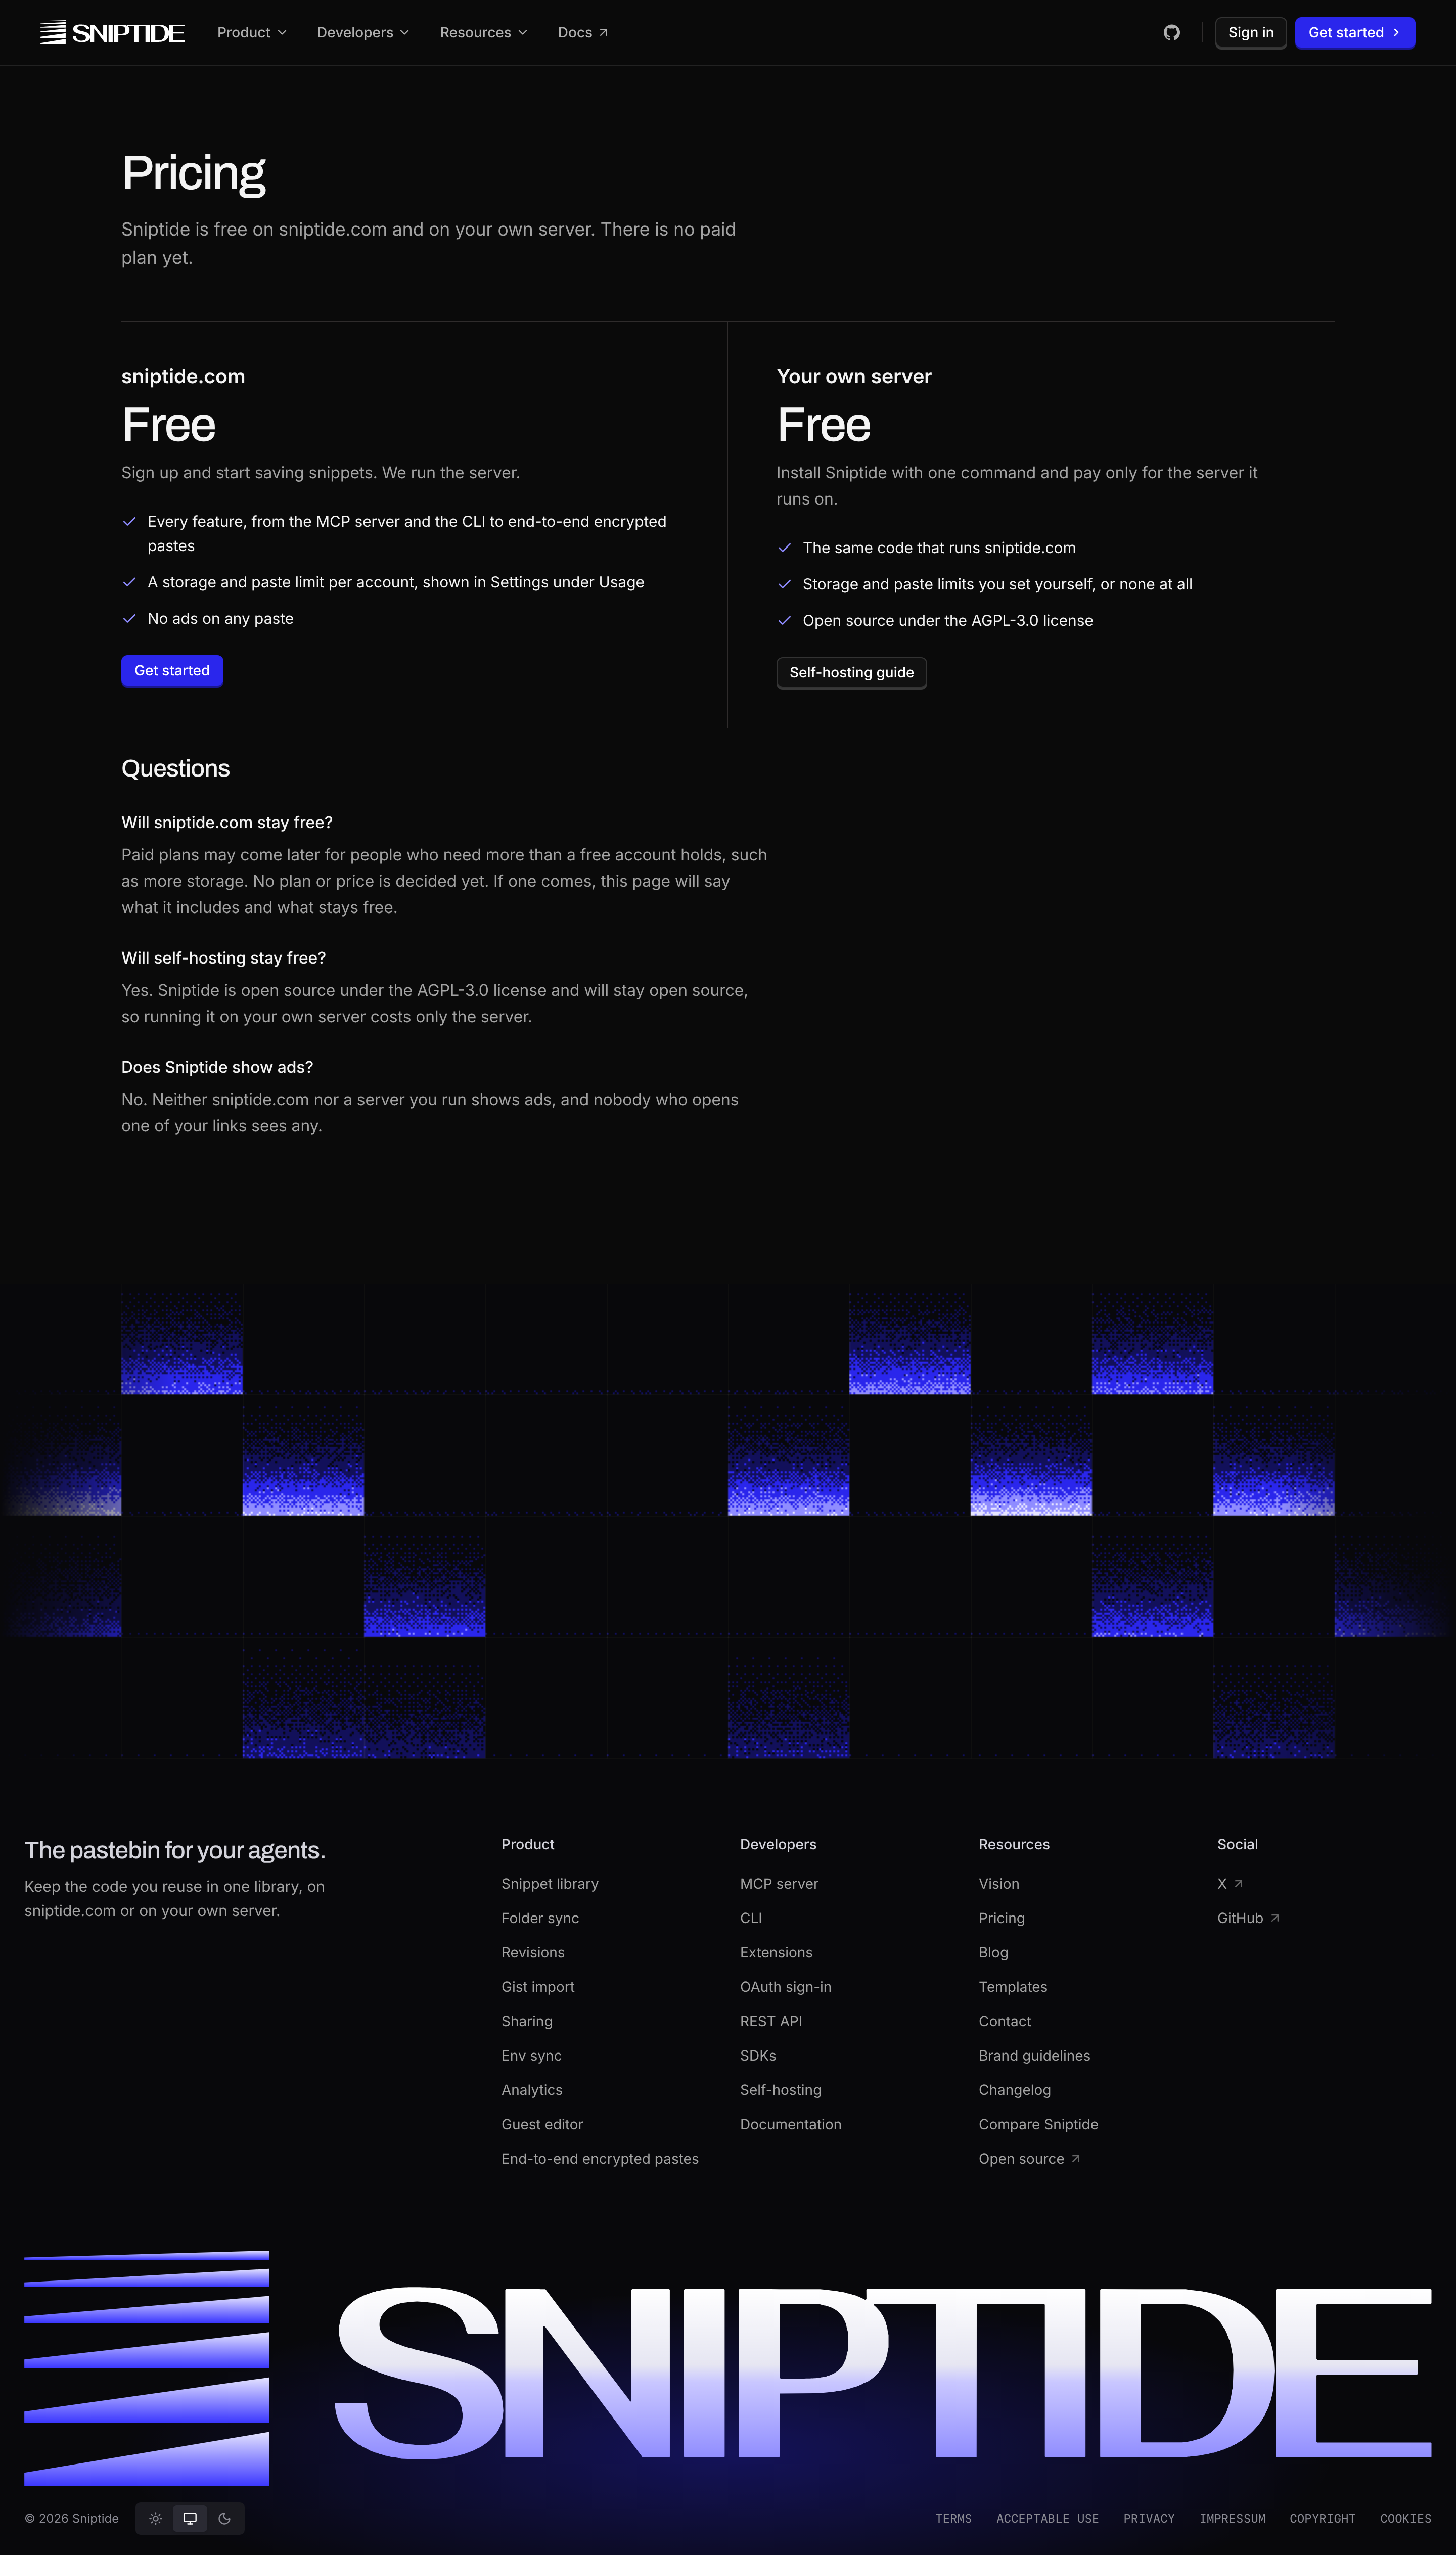 SNIPTIDE
Product
Developers
Resources
Docs
Sign in
Get started
Pricing
Sniptide is free on sniptide.com and on your own server. There is no paid
plan yet.
sniptide.com
Free
Sign up and start saving snippets. We run the server.
Every feature, from the MCP server and the CLI to end-to-end encrypted
pastes
A storage and paste limit per account, shown in Settings under Usage
No ads on any paste
Get started
Your own server
Free
Install Sniptide with one command and pay only for the server it
runs on.
The same code that runs sniptide.com
Storage and paste limits you set yourself, or none at all
Open source under the AGPL-3.0 license
Self-hosting guide
Questions
Will sniptide.com stay free?
Paid plans may come later for people who need more than a free account holds, such
as more storage. No plan or price is decided yet. If one comes, this page will say
what it includes and what stays free.
Will self-hosting stay free?
Yes. Sniptide is open source under the AGPL-3.0 license and will stay open source,
so running it on your own server costs only the server.
Does Sniptide show ads?
No. Neither sniptide.com nor a server you run shows ads, and nobody who opens
one of your links sees any.
The pastebin for your agents.
Keep the code you reuse in one library, on
sniptide.com or on your own server.
Product
Snippet library
Folder sync
Revisions
Gist import
Sharing
Env sync
Analytics
Guest editor
End-to-end encrypted pastes
Developers
MCP server
CLI
Extensions
OAuth sign-in
REST API
SDKs
Self-hosting
Documentation
Resources
Vision
Pricing
Blog
Templates
Contact
Brand guidelines
Changelog
Compare Sniptide
Open source
Social
X
GitHub
SNIPTIDE
© 2026 Sniptide
TERMS
ACCEPTABLE USE
PRIVACY
IMPRESSUM
COPYRIGHT
COOKIES